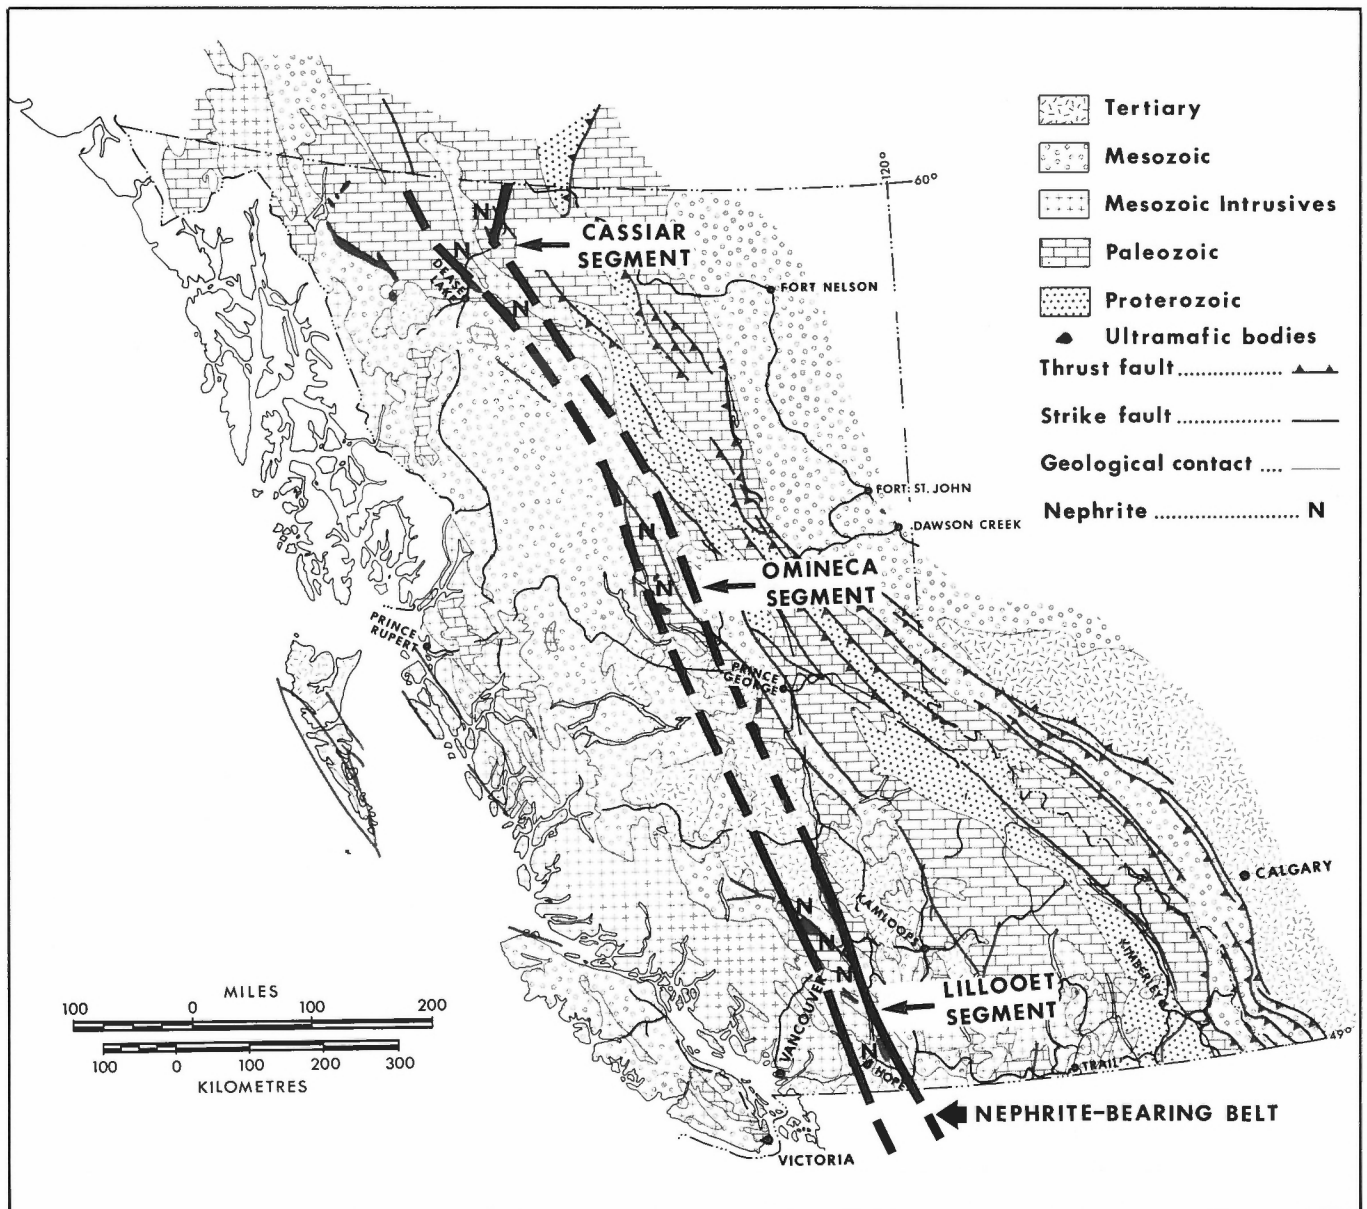 Tertiary
Mesozoic
Mesozoic Intrusives
Paleozoic
Proterozoic
Ultramafic bodies
Thrust fault
Strike fault
Geological contact ....
Nephrite N
120°
60°
N
CASSIAR
SEGMENT
N
DEASE
LAKE
N
FORT NELSON
FORT ST. JOHN
DAWSON CREEK
N
OMINECA
SEGMENT
N
PRINCE
RUPERT
PRINCE
GEORGE
CALGARY
N
KAMLOOPS
N
N
KIMBERLEY
VANCOUVER
LILLOOET
SEGMENT
N
HOPE
TRAIL
49°
NEPHRITE-BEARING BELT
VICTORIA
MILES
100 0 100 200
100 0 100 200 300
KILOMETRES